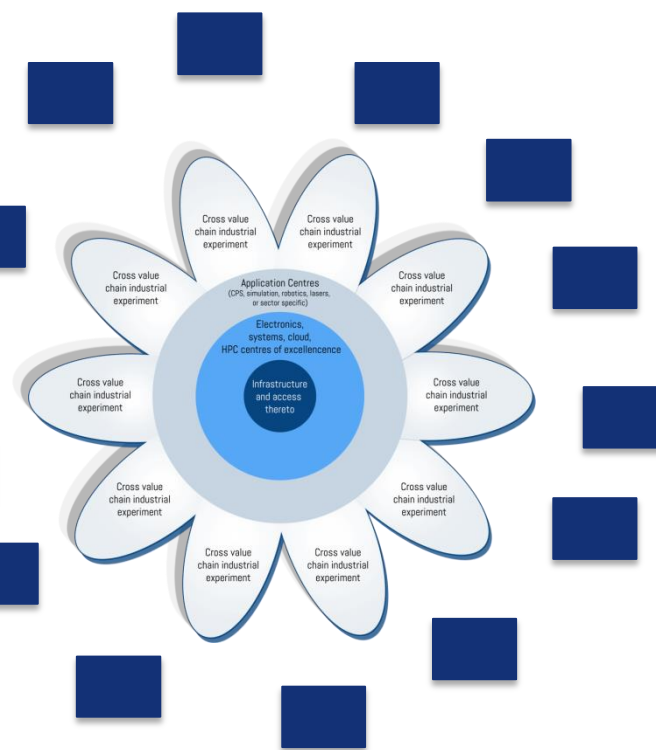 Cross value
chain industrial
experiment
Cross value
chain industrial
experiment
Cross value
chain industrial
experiment
Cross value
chain industrial
experiment
Application Centres
(CPS, simulation, robotics, lasers,
or sector specific)
Electronics,
systems, cloud,
HPC centres of excellencence
Infrastructure
and access
thereto
Cross value
chain industrial
experiment
Cross value
chain industrial
experiment
Cross value
chain industrial
experiment
Cross value
chain industrial
experiment
Cross value
chain industrial
experiment
Cross value
chain industrial
experiment